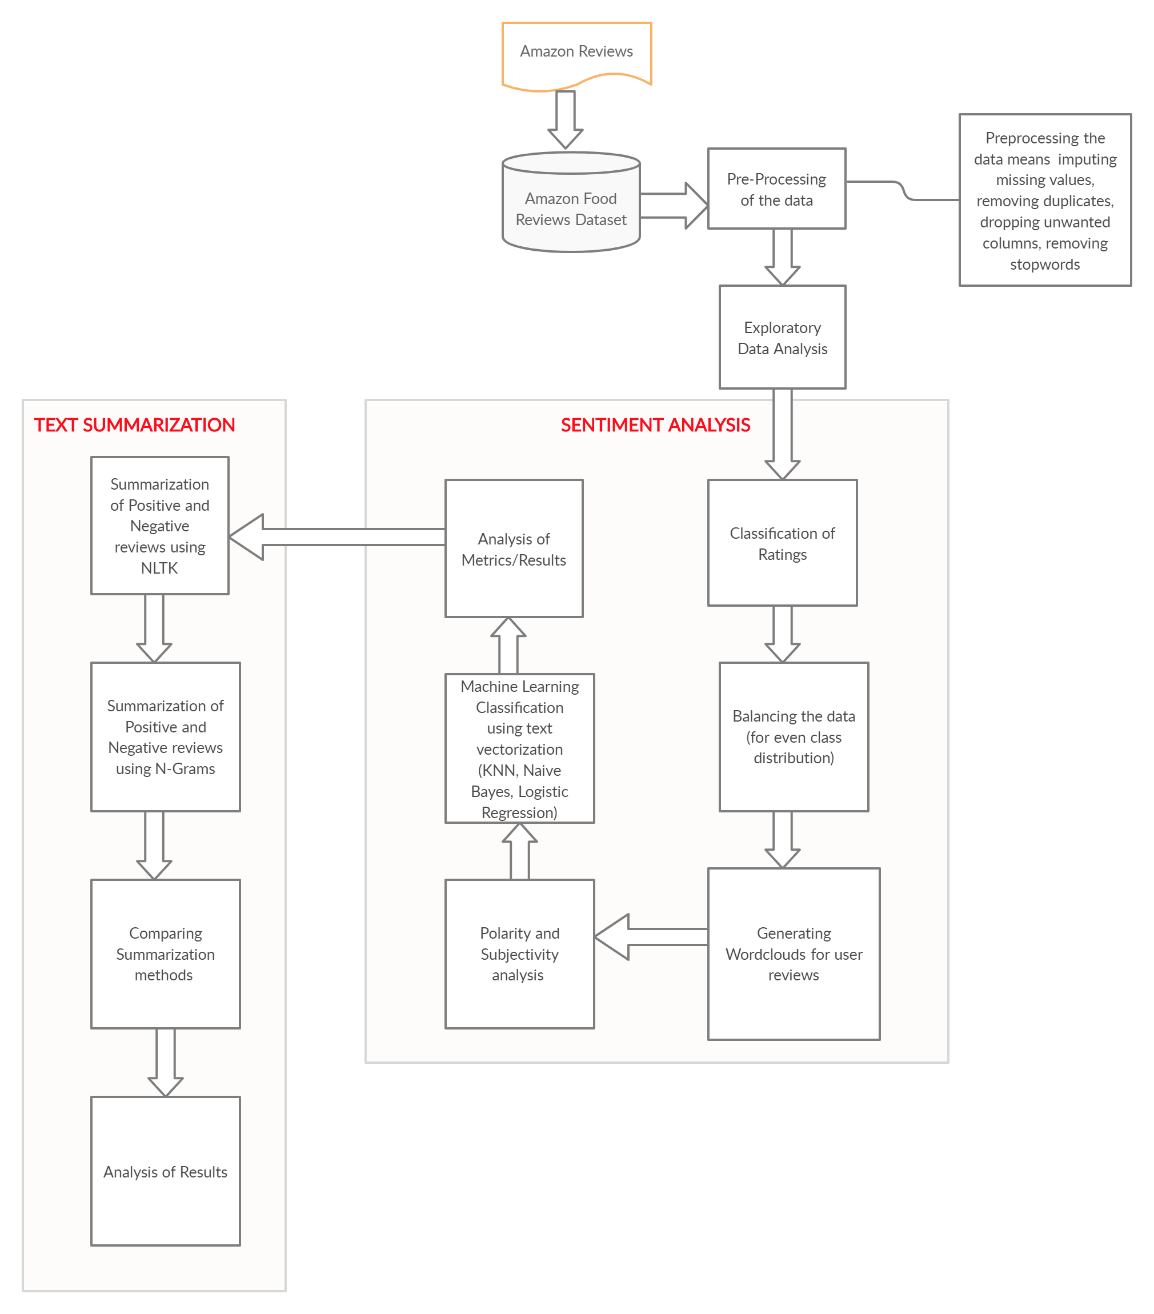 Amazon Reviews
Amazon Food
Reviews Dataset
Pre-Processing
of the data
Preprocessing the
data means imputing
missing values,
removing duplicates,
dropping unwanted
columns, removing
stopwords
Exploratory
Data Analysis
SENTIMENT ANALYSIS
Classification of
Ratings
Balancing the data
(for even class
distribution)
Generating
Wordclouds for user
reviews
Polarity and
Subjectivity
analysis
Machine Learning
Classification
using text
vectorization
(KNN, Naive
Bayes, Logistic
Regression)
Analysis of
Metrics/Results
TEXT SUMMARIZATION
Summarization
of Positive and
Negative
reviews using
NLTK
Summarization of
Positive and
Negative reviews
using N-Grams
Comparing
Summarization
methods
Analysis of Results